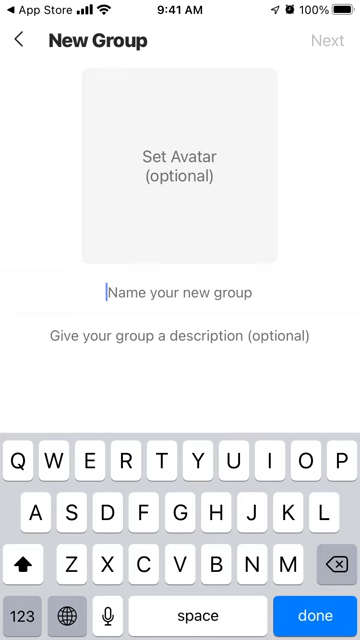 App Store 9:41 AM 100%
New Group Next
Set Avatar
(optional)
Name your new group
Give your group a description (optional)
Q W E R T Y U I O P
A S D F G H J K L
Z X C V B N M
123 space done